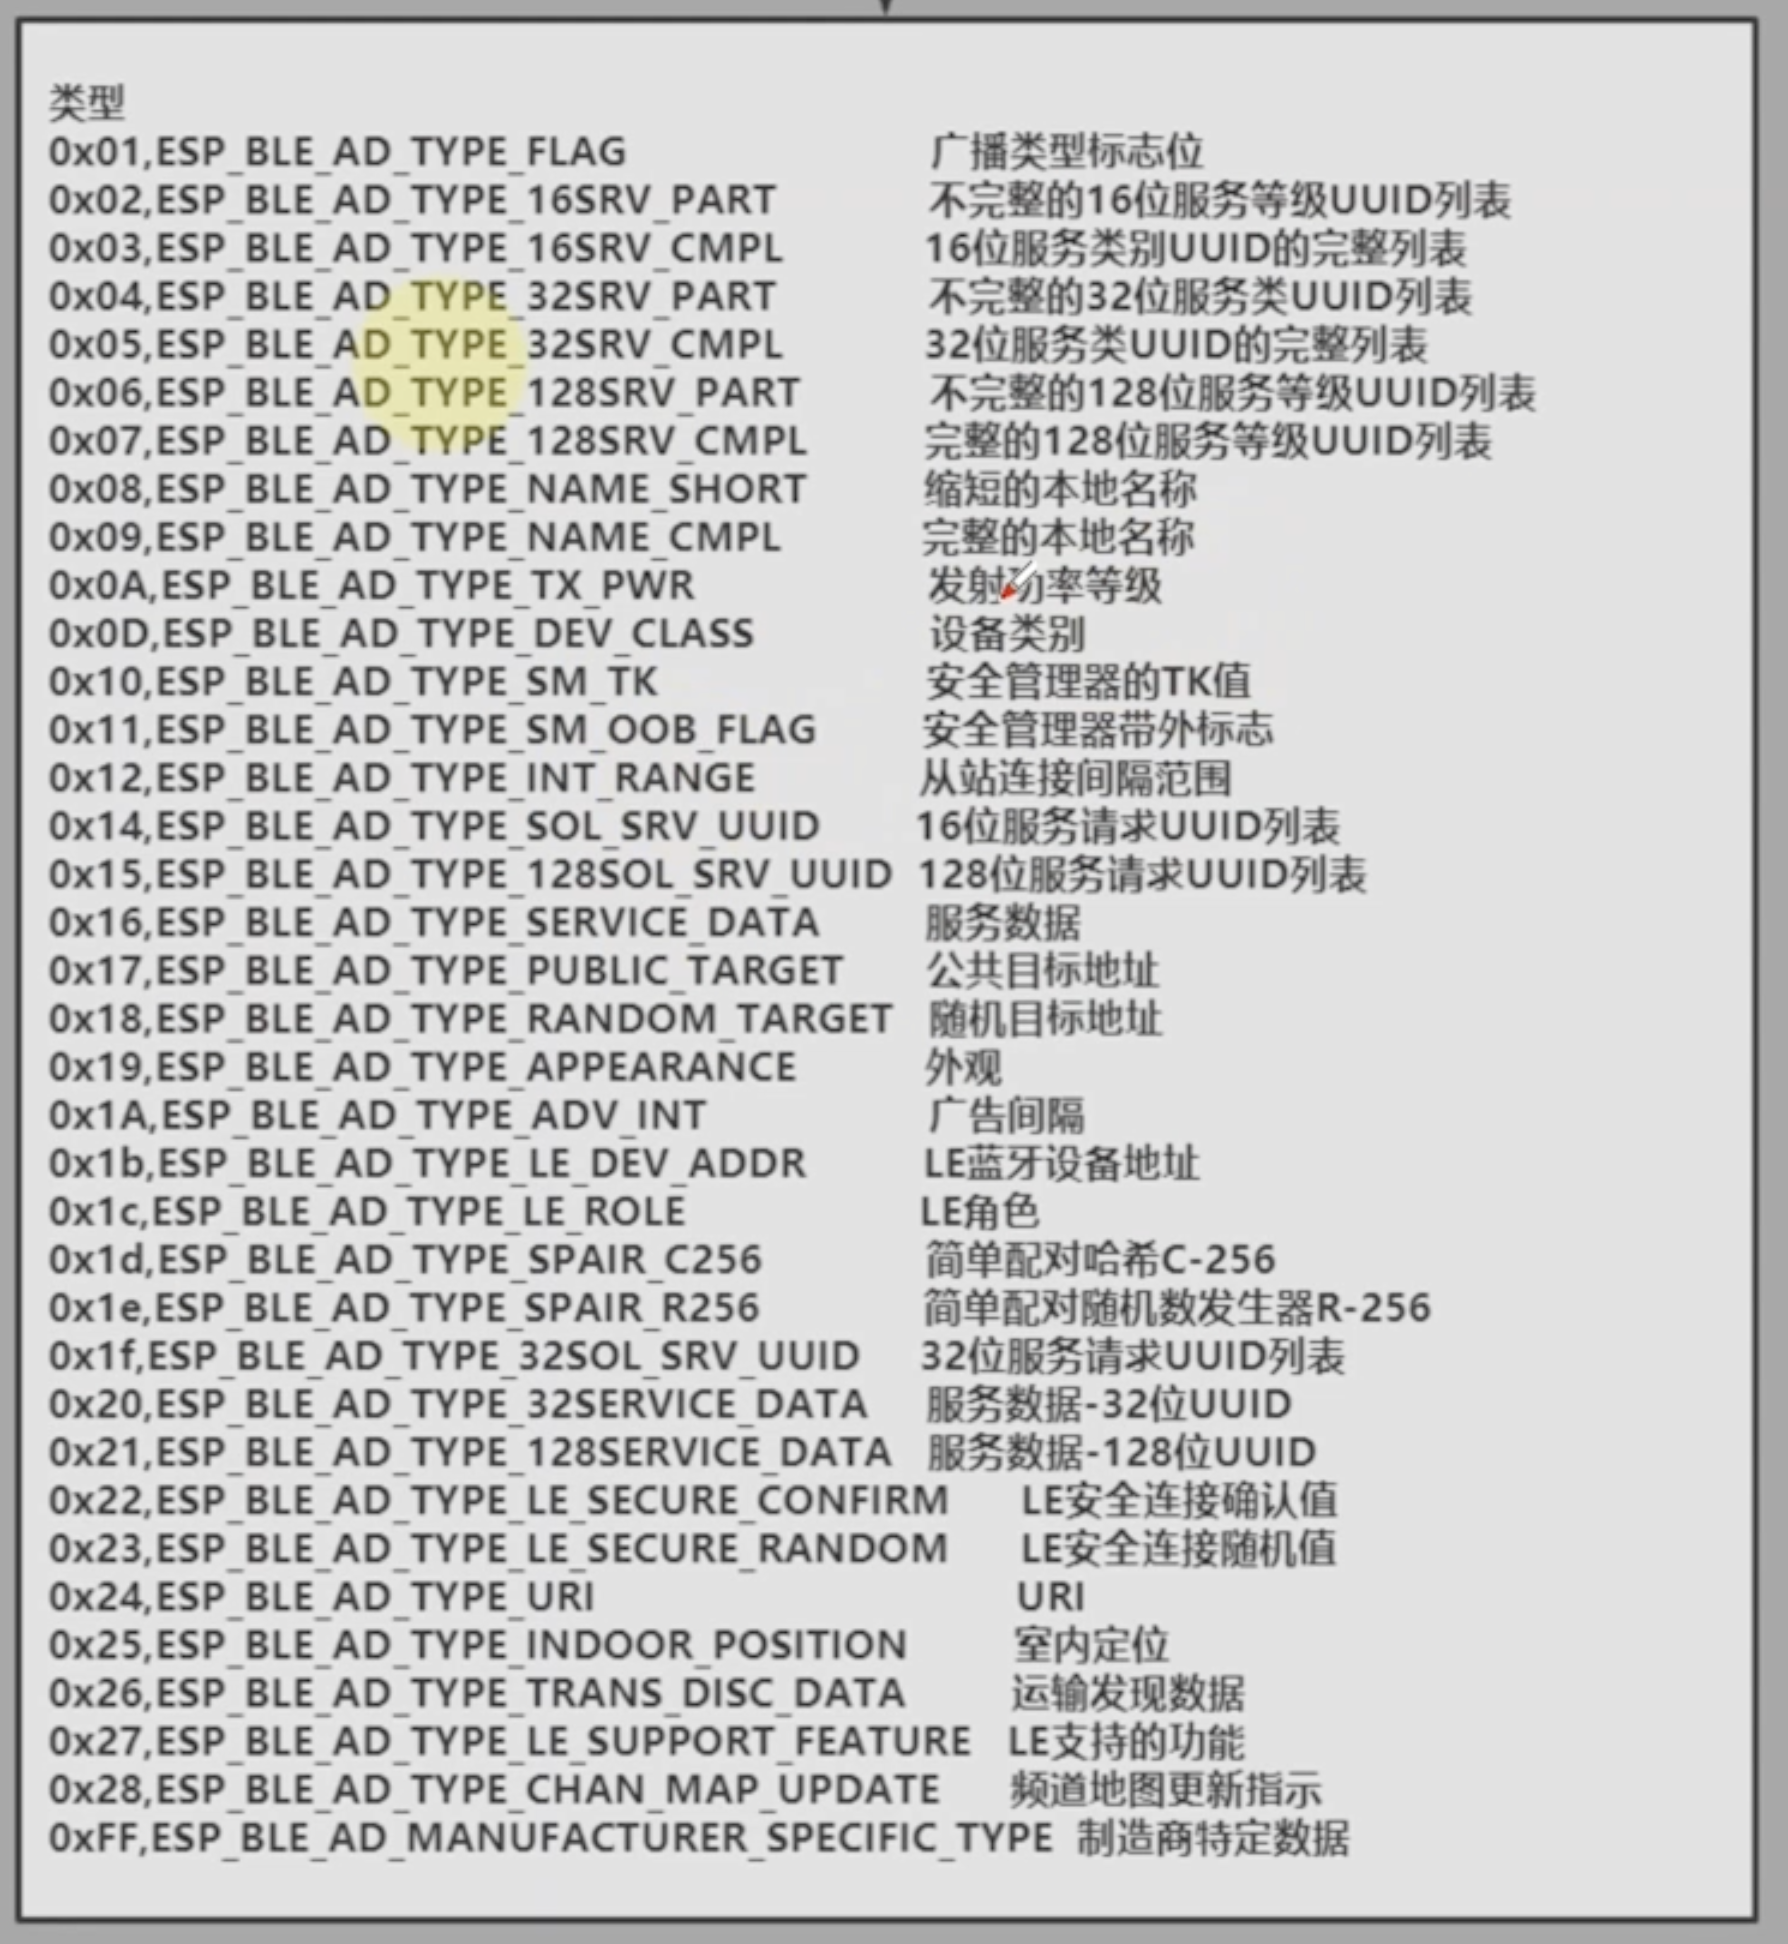 类型
0x01,ESP_BLE_AD_TYPE_FLAG 广播类型标志位
0x02,ESP_BLE_AD_TYPE_16SRV_PART 不完整的16位服务等级UUID列表
0x03,ESP_BLE_AD_TYPE_16SRV_CMPL 16位服务类别UUID的完整列表
0x04,ESP_BLE_AD_TYPE_32SRV_PART 不完整的32位服务类UUID列表
0x05,ESP_BLE_AD_TYPE_32SRV_CMPL 32位服务类UUID的完整列表
0x06,ESP_BLE_AD_TYPE_128SRV_PART 不完整的128位服务等级UUID列表
0x07,ESP_BLE_AD_TYPE_128SRV_CMPL 完整的128位服务等级UUID列表
0x08,ESP_BLE_AD_TYPE_NAME_SHORT 缩短的本地名称
0x09,ESP_BLE_AD_TYPE_NAME_CMPL 完整的本地名称
0x0A,ESP_BLE_AD_TYPE_TX_PWR 发射功率等级
0x0D,ESP_BLE_AD_TYPE_DEV_CLASS 设备类别
0x10,ESP_BLE_AD_TYPE_SM_TK 安全管理器的TK值
0x11,ESP_BLE_AD_TYPE_SM_OOB_FLAG 安全管理器带外标志
0x12,ESP_BLE_AD_TYPE_INT_RANGE 从站连接间隔范围
0x14,ESP_BLE_AD_TYPE_SOL_SRV_UUID 16位服务请求UUID列表
0x15,ESP_BLE_AD_TYPE_128SOL_SRV_UUID 128位服务请求UUID列表
0x16,ESP_BLE_AD_TYPE_SERVICE_DATA 服务数据
0x17,ESP_BLE_AD_TYPE_PUBLIC_TARGET 公共目标地址
0x18,ESP_BLE_AD_TYPE_RANDOM_TARGET 随机目标地址
0x19,ESP_BLE_AD_TYPE_APPEARANCE 外观
0x1A,ESP_BLE_AD_TYPE_ADV_INT 广告间隔
0x1b,ESP_BLE_AD_TYPE_LE_DEV_ADDR LE蓝牙设备地址
0x1c,ESP_BLE_AD_TYPE_LE_ROLE LE角色
0x1d,ESP_BLE_AD_TYPE_SPAIR_C256 简单配对哈希C-256
0x1e,ESP_BLE_AD_TYPE_SPAIR_R256 简单配对随机数发生器R-256
0x1f,ESP_BLE_AD_TYPE_32SOL_SRV_UUID 32位服务请求UUID列表
0x20,ESP_BLE_AD_TYPE_32SERVICE_DATA 服务数据-32位UUID
0x21,ESP_BLE_AD_TYPE_128SERVICE_DATA 服务数据-128位UUID
0x22,ESP_BLE_AD_TYPE_LE_SECURE_CONFIRM LE安全连接确认值
0x23,ESP_BLE_AD_TYPE_LE_SECURE_RANDOM LE安全连接随机值
0x24,ESP_BLE_AD_TYPE_URI URI
0x25,ESP_BLE_AD_TYPE_INDOOR_POSITION 室内定位
0x26,ESP_BLE_AD_TYPE_TRANS_DISC_DATA 运输发现数据
0x27,ESP_BLE_AD_TYPE_LE_SUPPORT_FEATURE LE支持的功能
0x28,ESP_BLE_AD_TYPE_CHAN_MAP_UPDATE 频道地图更新指示
0xFF,ESP_BLE_AD_MANUFACTURER_SPECIFIC_TYPE 制造商特定数据